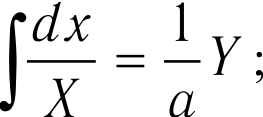 ∫dx/X = 1/a Y ;